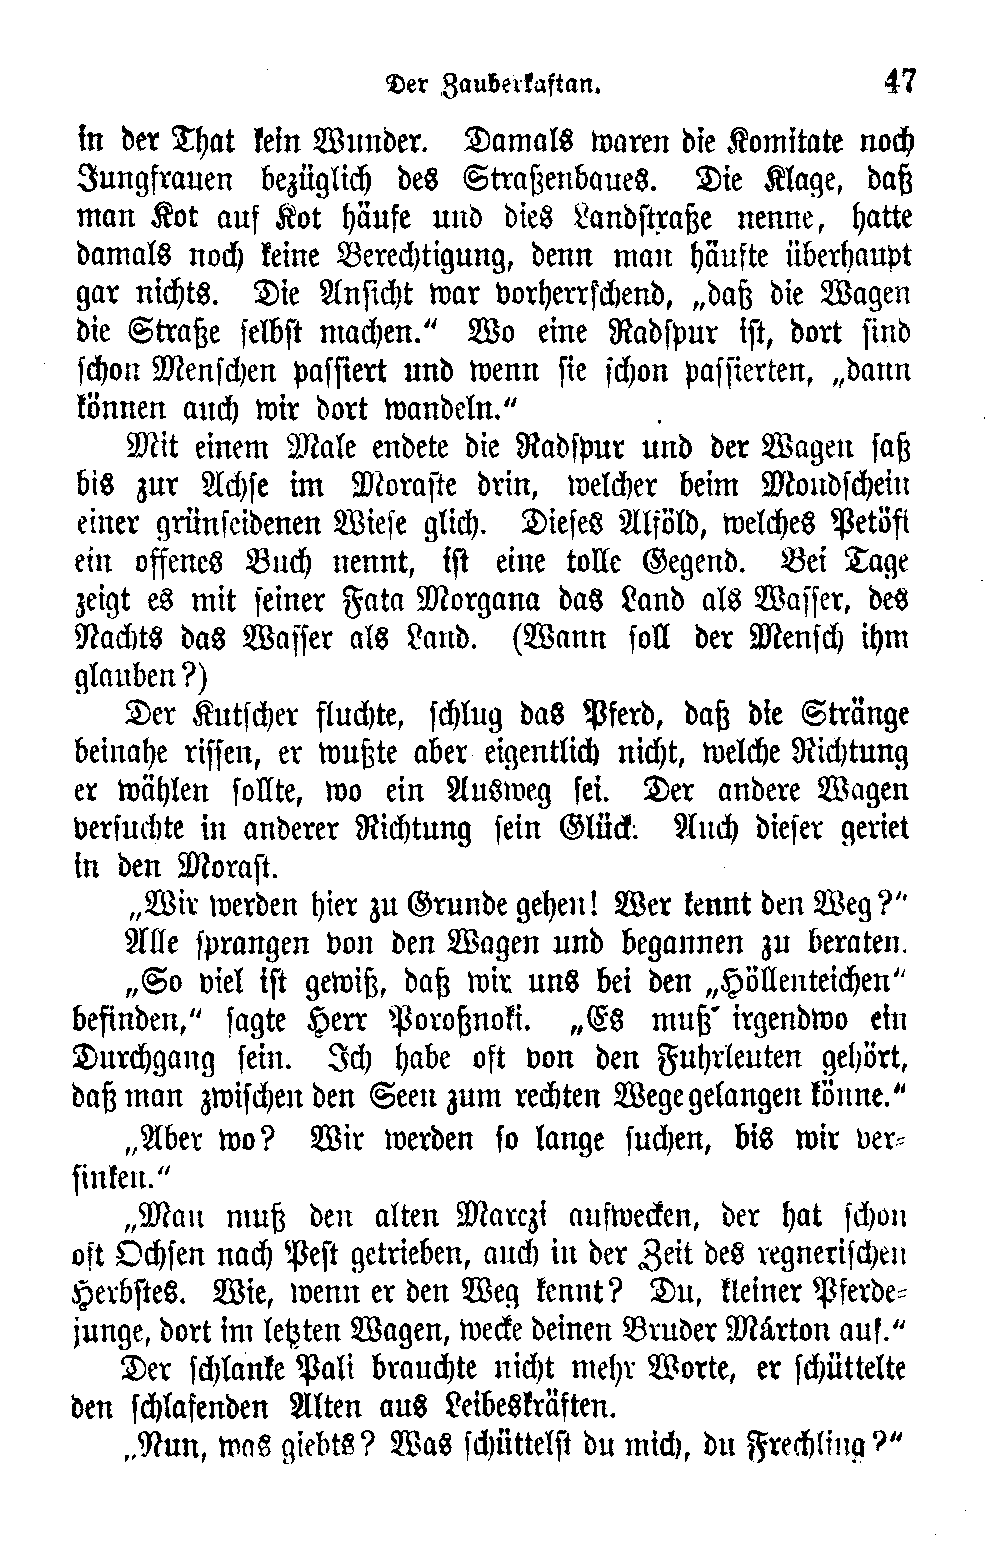 Der Zauberkaftan. 47
in der That kein Wunder. Damals waren die Komitate noch
Jungfrauen bezüglich des Straßenbaues. Die Klage, daß
man Kot auf Kot häufe und dies Landstraße nenne, hatte
damals noch keine Berechtigung, denn man häufte überhaupt
gar nichts. Die Ansicht war vorherrschend, „daß die Wagen
die Straße selbst machen.“ Wo eine Radspur ist, dort sind
schon Menschen passiert und wenn sie schon passierten, „dann
können auch wir dort wandeln.“
Mit einem Male endete die Radspur und der Wagen saß
bis zur Achse im Moraste drin, welcher beim Mondschein
einer grünseidenen Wiese glich. Dieses Alföld, welches Petöfi
ein offenes Buch nennt, ist eine tolle Gegend. Bei Tage
zeigt es mit seiner Fata Morgana das Land als Wasser, des
Nachts das Wasser als Land. (Wann soll der Mensch ihm
glauben?)
Der Kutscher fluchte, schlug das Pferd, daß die Stränge
beinahe rissen, er wußte aber eigentlich nicht, welche Richtung
er wählen sollte, wo ein Ausweg sei. Der andere Wagen
versuchte in anderer Richtung sein Glück. Auch dieser geriet
in den Morast.
„Wir werden hier zu Grunde gehen! Wer kennt den Weg?“
Alle sprangen von den Wagen und begannen zu beraten.
„So viel ist gewiß, daß wir uns bei den „Höllenteichen“
befinden,“ sagte Herr Poroßnoki. „Es muß irgendwo ein
Durchgang sein. Ich habe oft von den Fuhrleuten gehört,
daß man zwischen den Seen zum rechten Wege gelangen könne.“
„Aber wo? Wir werden so lange suchen, bis wir ver-
sinken.“
„Man muß den alten Marczi aufwecken, der hat schon
oft Ochsen nach Pest getrieben, auch in der Zeit des regnerischen
Herbstes. Wie, wenn er den Weg kennt? Du, kleiner Pferde-
junge, dort im letzten Wagen, wecke deinen Bruder Márton auf.“
Der schlanke Pali brauchte nicht mehr Worte, er schüttelte
den schlafenden Alten aus Leibeskräften.
„Nun, was giebts? Was schüttelst du mich, du Frechling?“